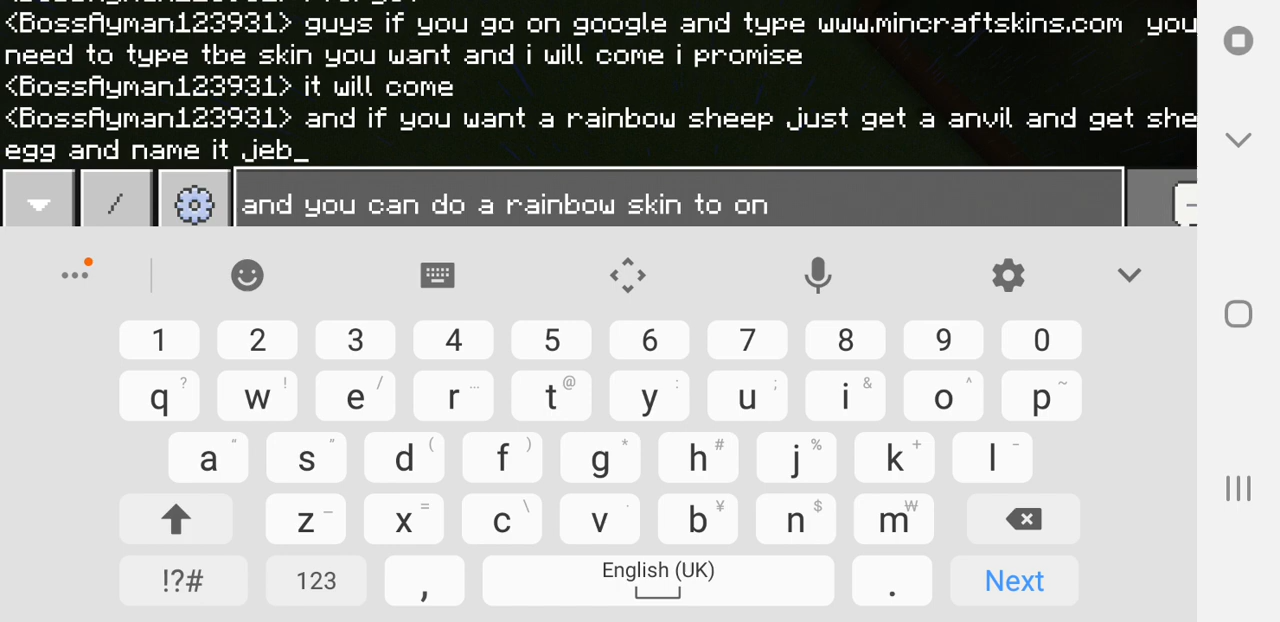 <BossAyman123931> guys if you go on google and type www.mincraftskins.com you
need to type tbe skin you want and i will come i promise
<BossAyman123931> it will come
<BossAyman123931> and if you want a rainbow sheep just get a anvil and get she
egg and name it jeb_
/ and you can do a rainbow skin to on
1 2 3 4 5 6 7 8 9 0
q ? w ! e / r ... t @ y : u ; i & o ^ p ~
a " s " d ( f ) g * h # j % k + l -
z - x = c \ v · b ¥ n $ m ₩
!?# 123 , English (UK) . Next